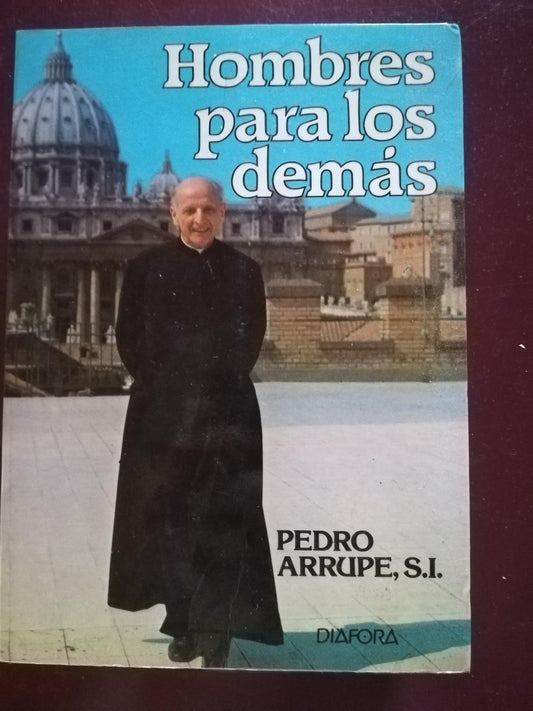 Hombres
para los
demás
PEDRO
ARRUPE, S.I.
DIAFORA